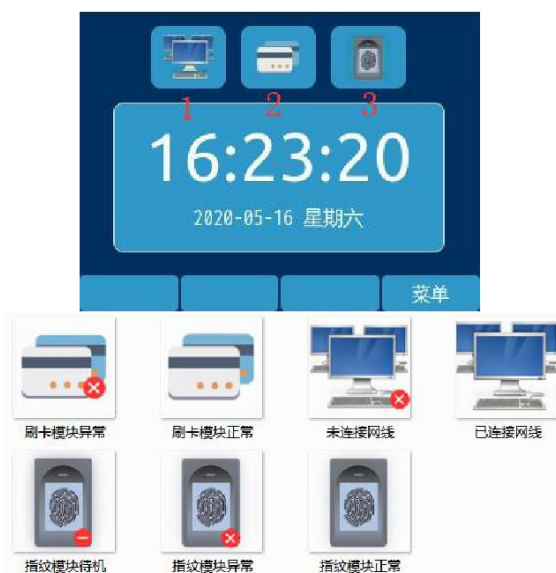 1 2 3
16:23:20
2020-05-16 星期六
菜单
刷卡模块异常 刷卡模块正常 未连接网线 已连接网线
指纹模块待机 指纹模块异常 指纹模块正常